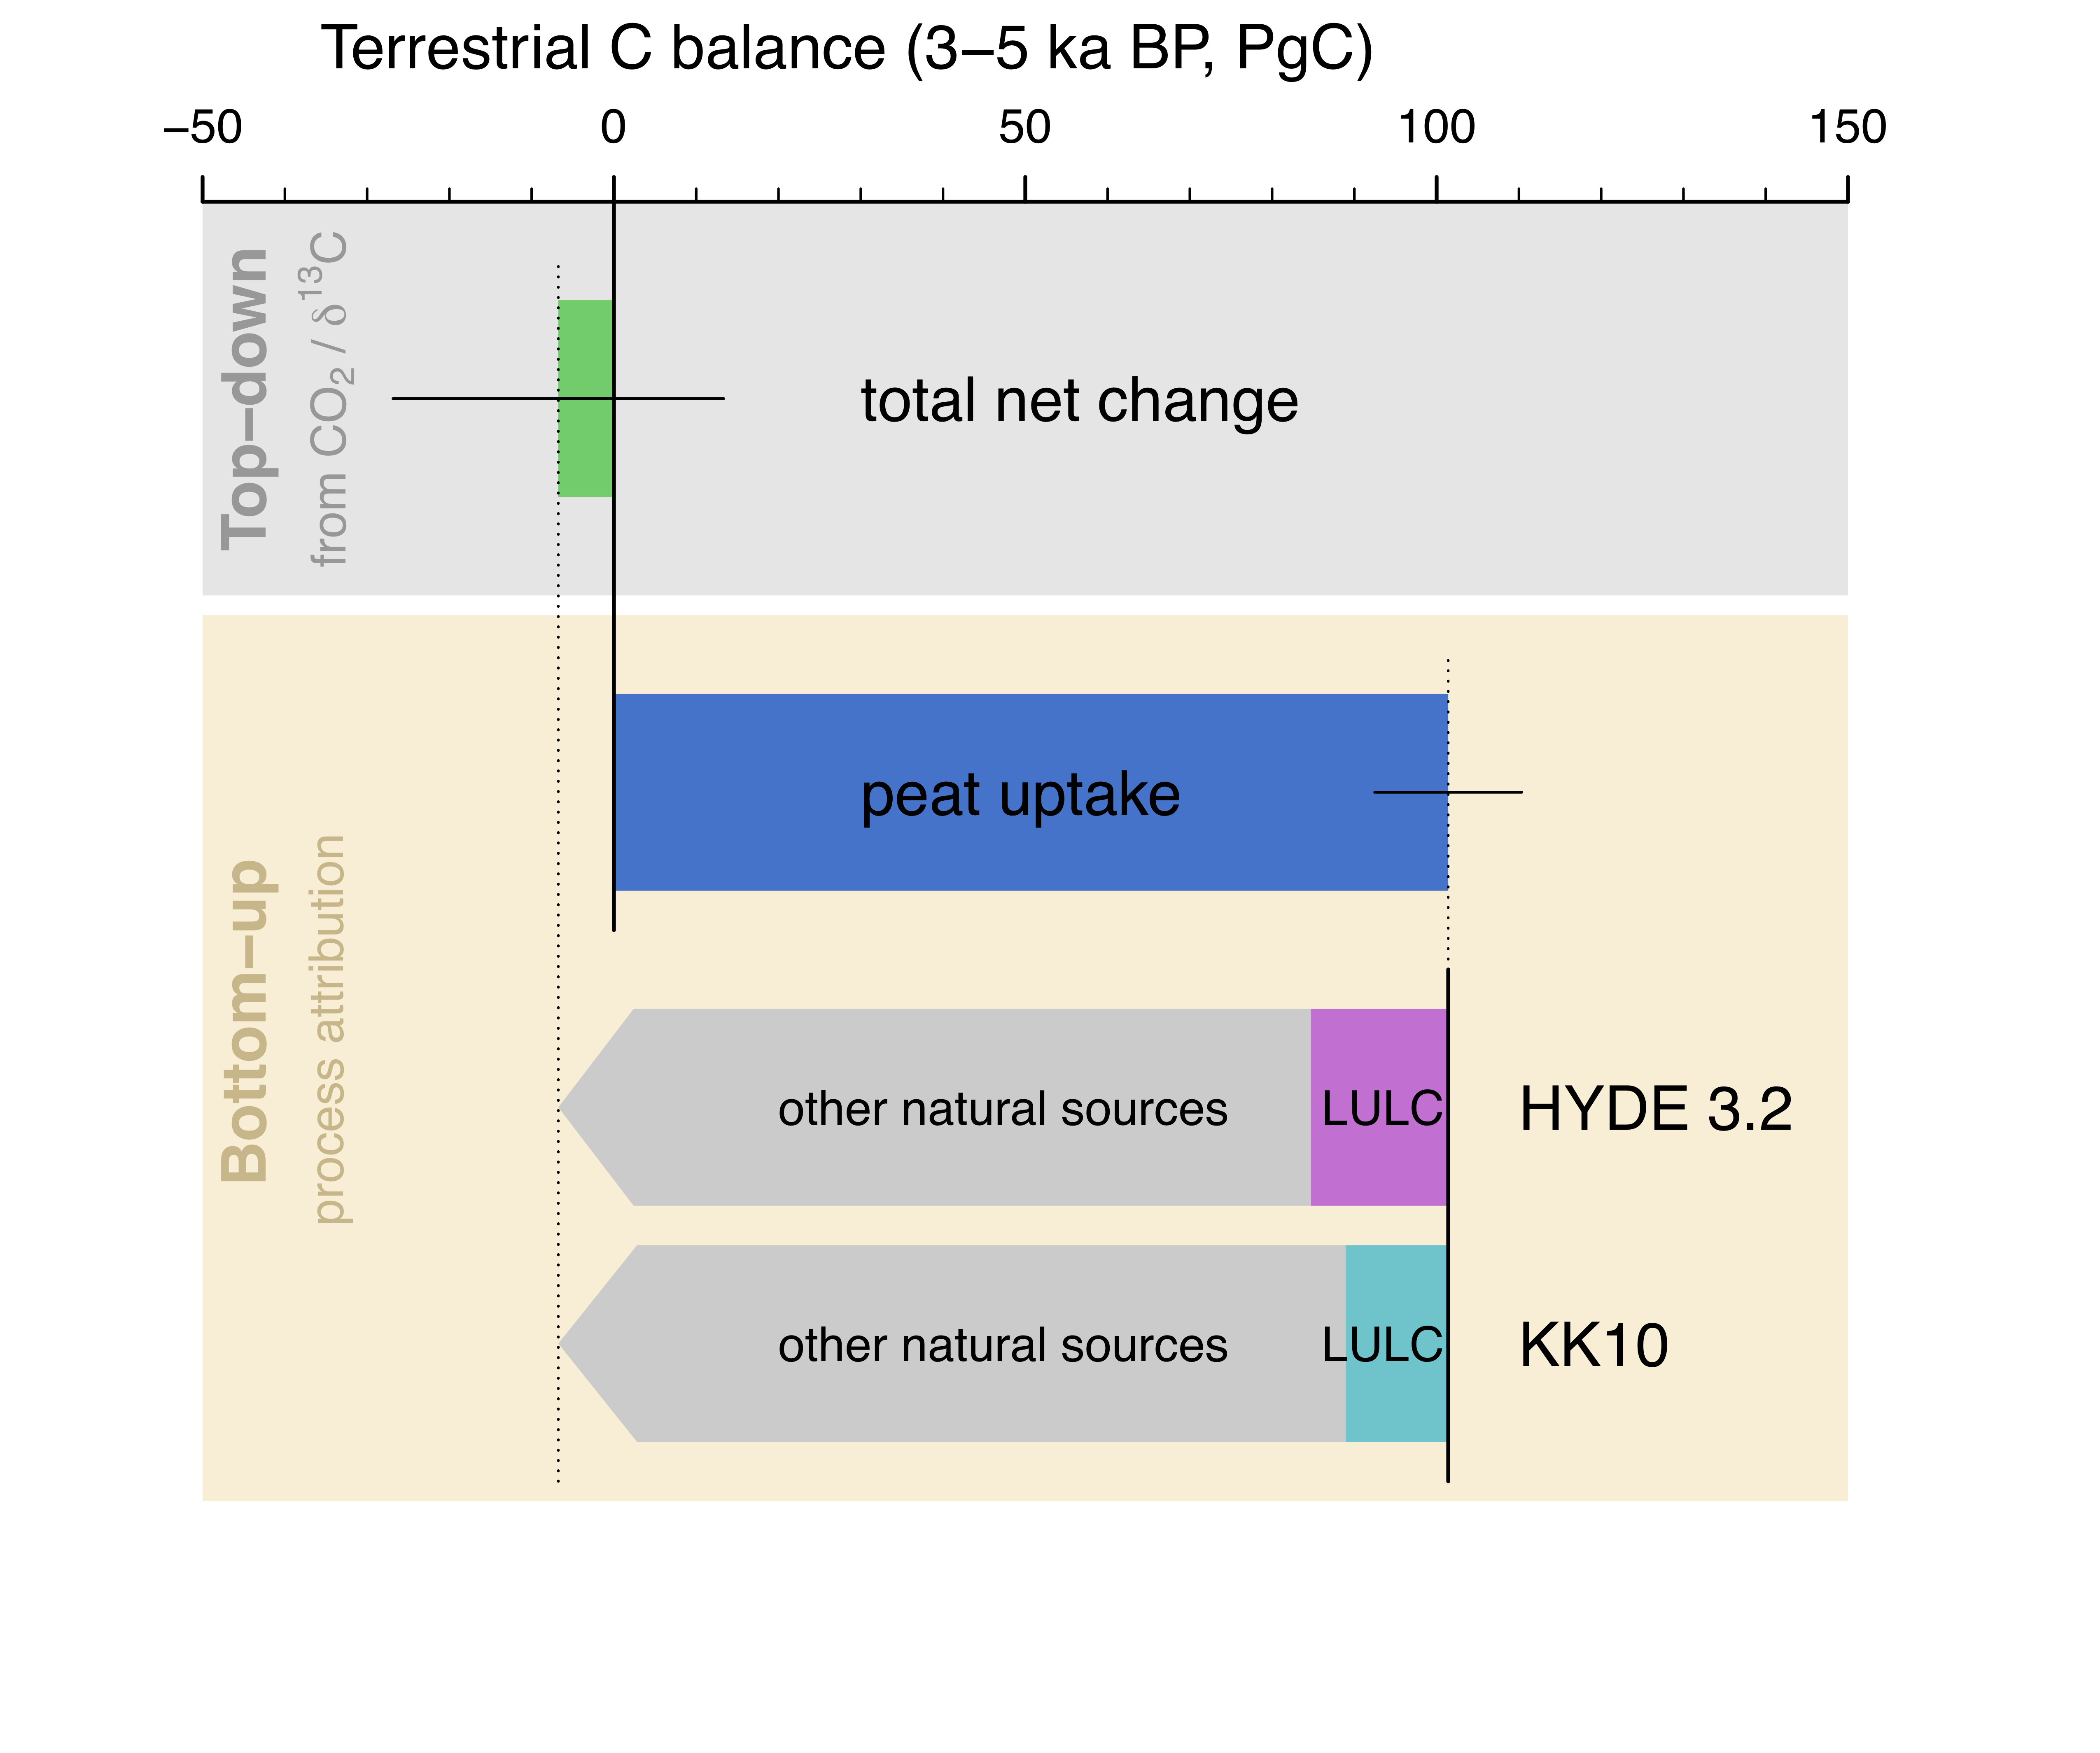 Terrestrial C balance (3–5 ka BP, PgC)
−50 0 50 100 150
Top−down
from CO₂ / δ¹³C
total net change
Bottom−up
process attribution
peat uptake
other natural sources LULC HYDE 3.2
other natural sources LULC KK10